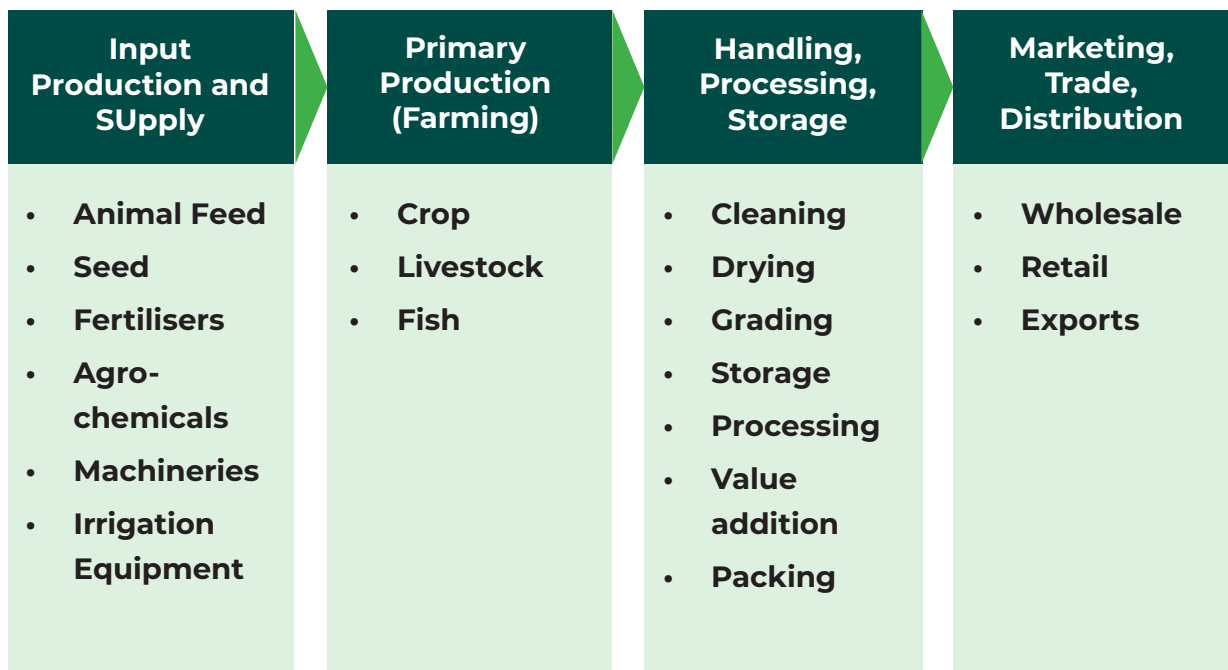 Input
Production and
SUpply
• Animal Feed
• Seed
• Fertilisers
• Agro-
chemicals
• Machineries
• Irrigation
Equipment
Primary
Production
(Farming)
• Crop
• Livestock
• Fish
Handling,
Processing,
Storage
• Cleaning
• Drying
• Grading
• Storage
• Processing
• Value
addition
• Packing
Marketing,
Trade,
Distribution
• Wholesale
• Retail
• Exports